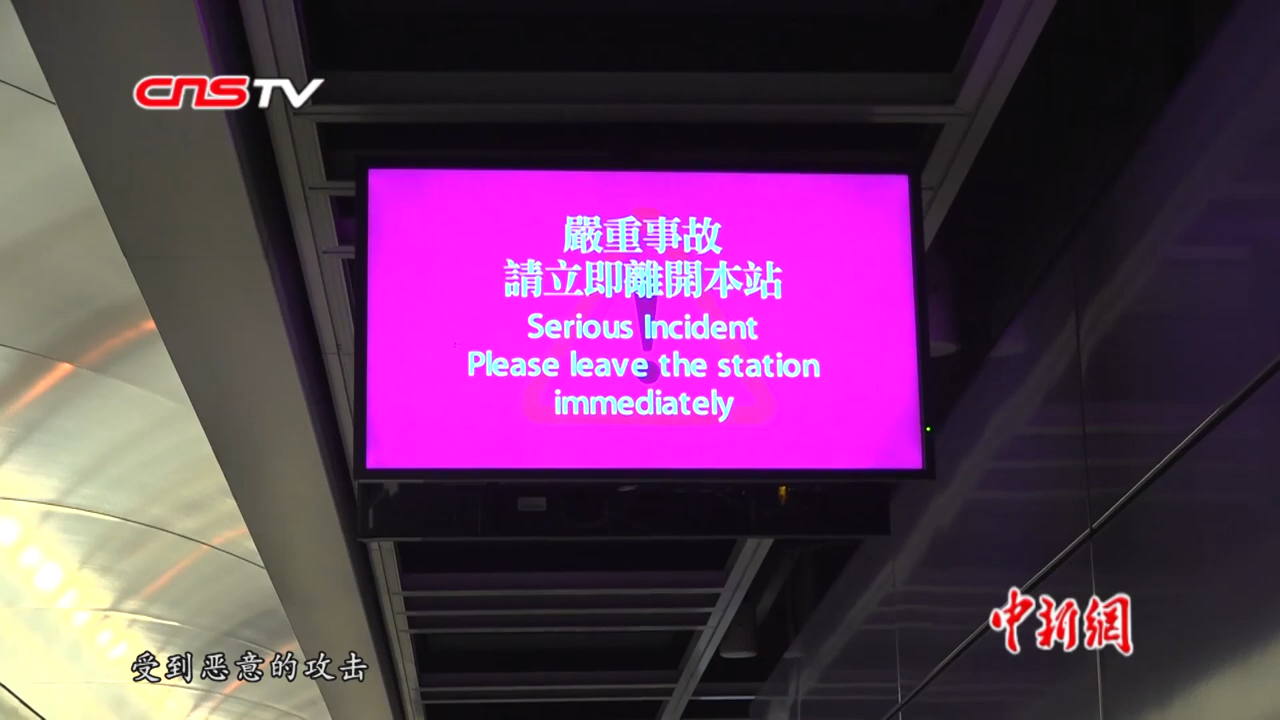 CNSTV
嚴重事故
請立即離開本站
Serious Incident
Please leave the station
immediately
中新網
受到恶意的攻击